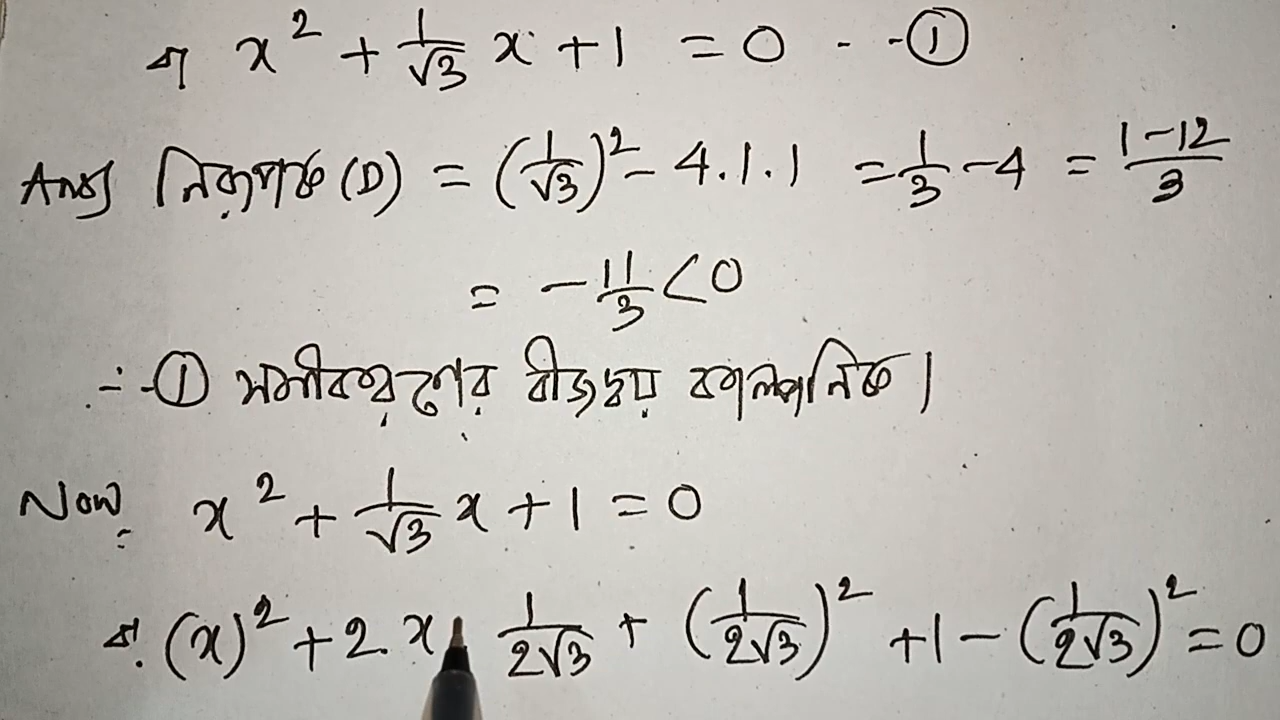 বা x² + 1/√3 x + 1 = 0 - - ①
Ans নিরূপক (D) = (1/√3)² - 4.1.1 = 1/3 - 4 = (1-12)/3
= - 11/3 < 0
∴ ① সমীকরণের বীজদ্বয় কাল্পনিক।
Now x² + 1/√3 x + 1 = 0
বা. (x)² + 2. x 1/2√3 + (1/2√3)² + 1 - (1/2√3)² = 0